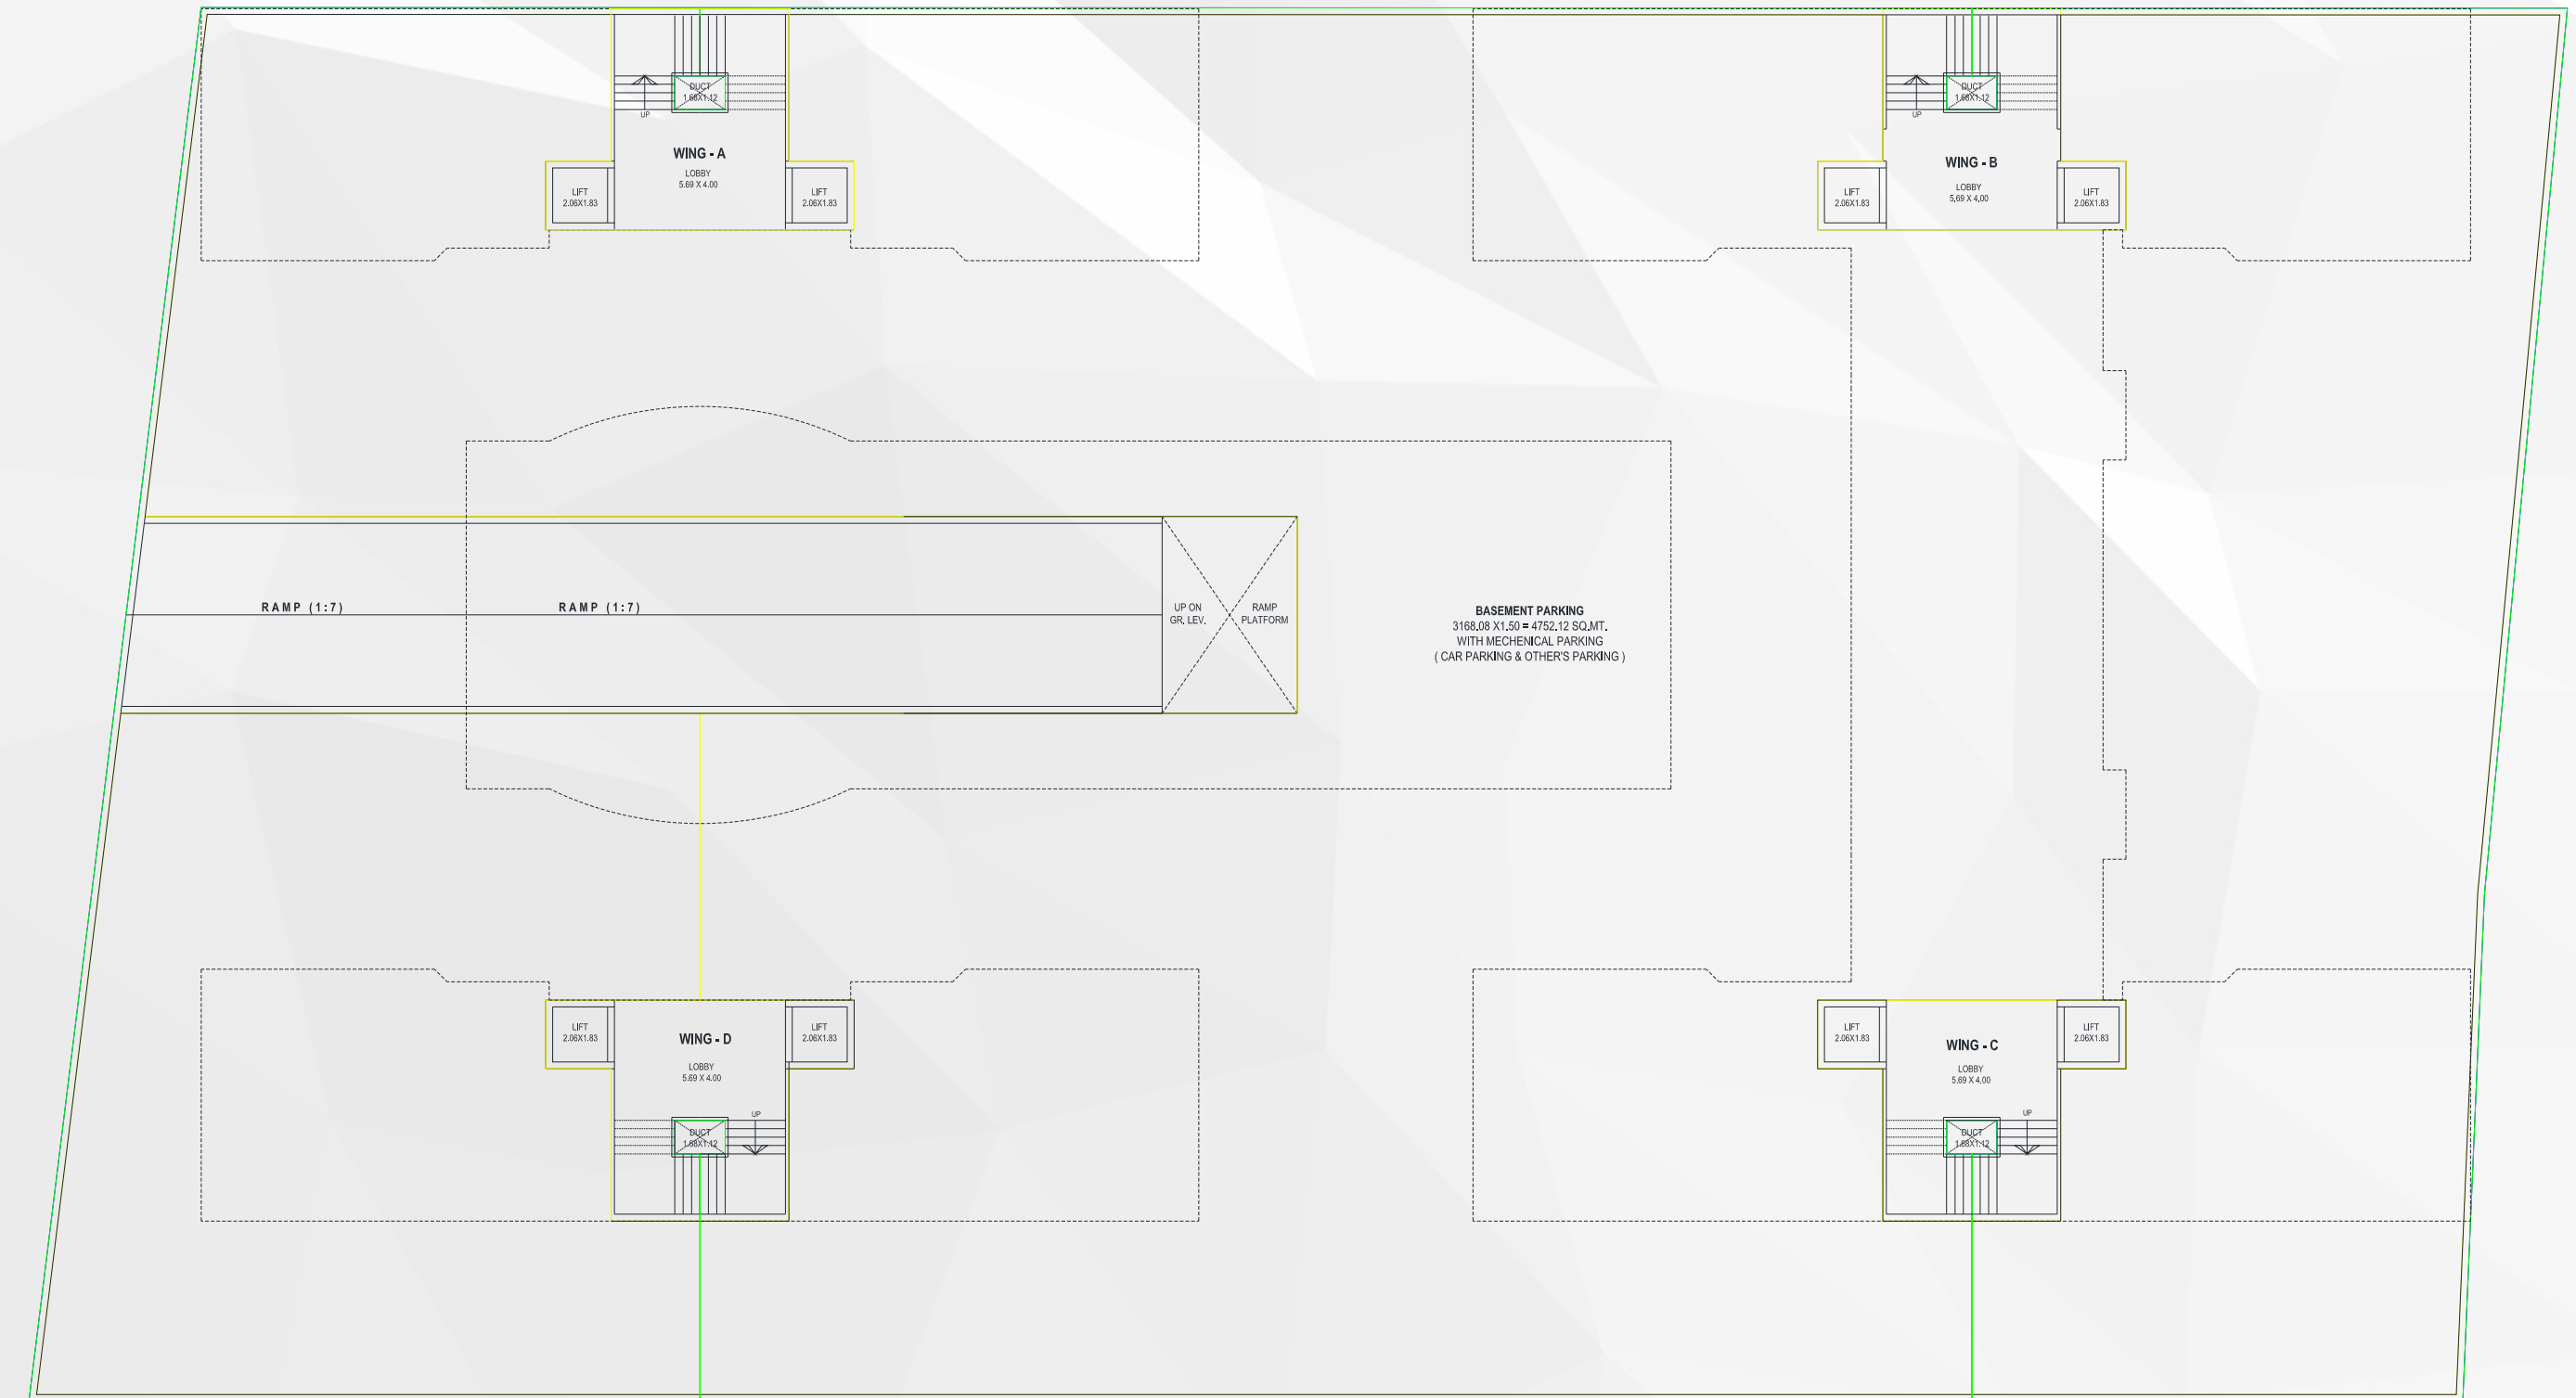 DUCT
1.68X1.12
UP
WING - A
LOBBY
5.69 X 4.00
LIFT
2.06X1.83
LIFT
2.06X1.83
DUCT
1.68X1.12
UP
WING - B
LOBBY
5.69 X 4.00
LIFT
2.06X1.83
LIFT
2.06X1.83
RAMP (1:7)
RAMP (1:7)
UP ON
GR. LEV.
RAMP
PLATFORM
BASEMENT PARKING
3168.08 X1.50 = 4752.12 SQ.MT.
WITH MECHENICAL PARKING
( CAR PARKING & OTHER'S PARKING )
LIFT
2.06X1.83
WING - D
LOBBY
5.69 X 4.00
LIFT
2.06X1.83
UP
DUCT
1.68X1.12
LIFT
2.06X1.83
WING - C
LOBBY
5.69 X 4.00
LIFT
2.06X1.83
UP
DUCT
1.68X1.12